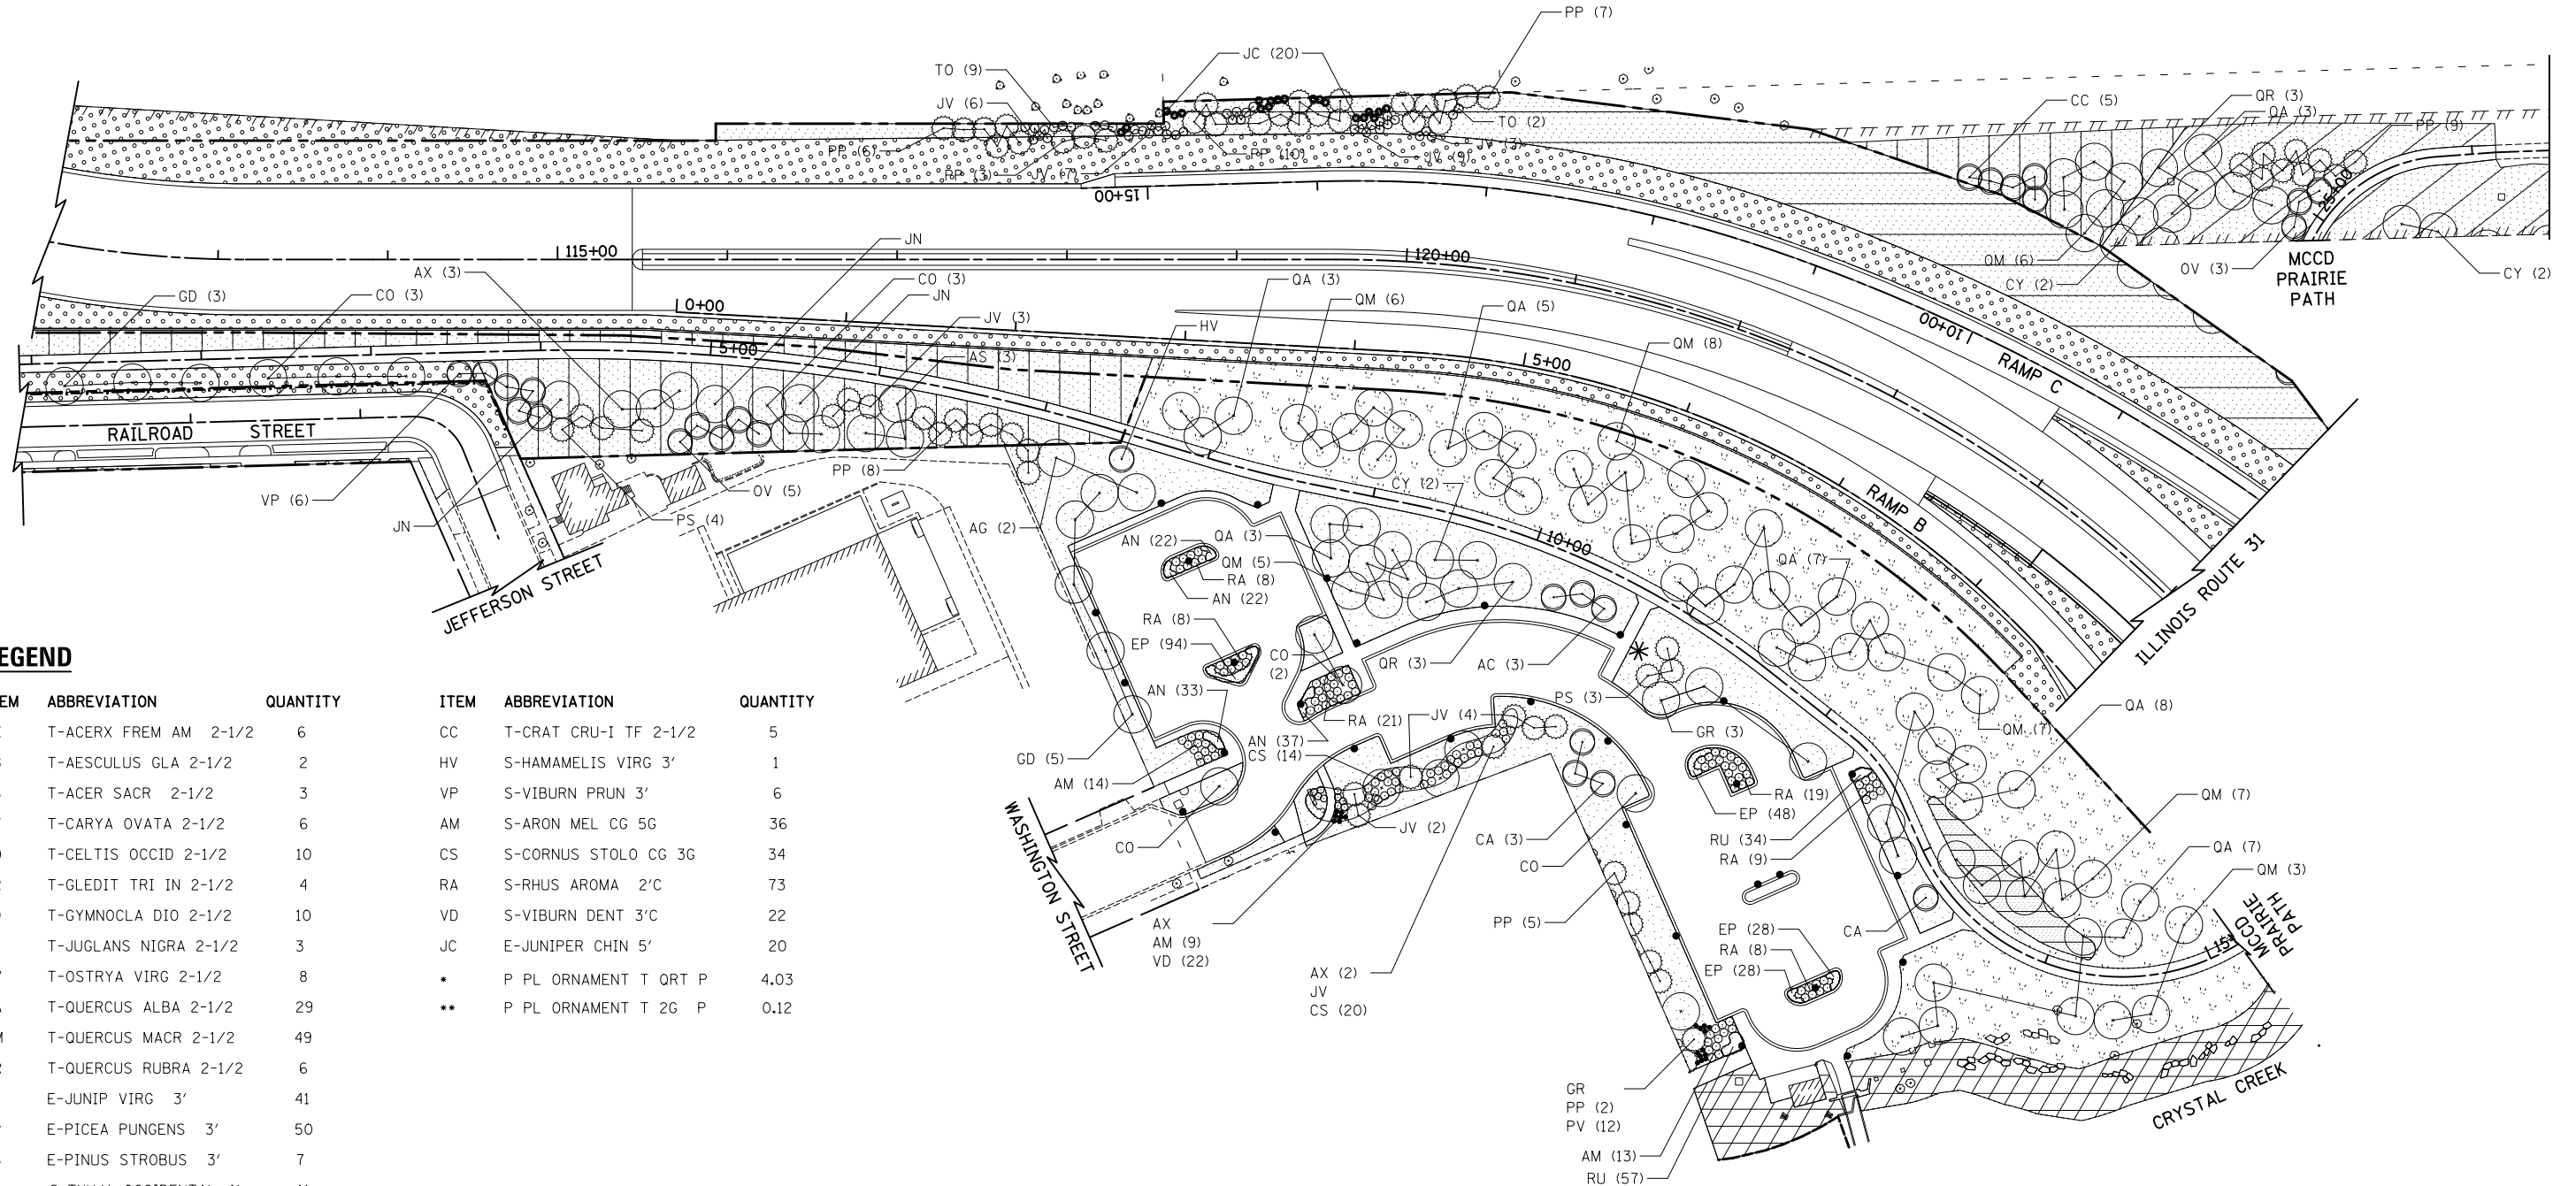 PP (7)
JC (20)
TO (9)
JV (6)
CC (5)
QR (3)
QA (3)
PP (9)
TO (2)
JV (3)
JV (9)
PP (6)
PP (10)
RP (3)
JV (7)
15+00
115+00
120+00
25+00
MCCD
PRAIRIE
PATH
QM (6)
CY (2)
OV (3)
CY (2)
JN
AX (3)
CO (3)
JN
GD (3)
CO (3)
QA (3)
QM (6)
QA (5)
JV (3)
HV
0+00
AS (3)
5+00
5+00
QM (8)
110+00
RAMP C
RAILROAD STREET
PP (8)
OV (5)
VP (6)
PS (4)
JN
CY (2)
RAMP B
AG (2)
AN (22)
QA (3)
QM (5)
RA (8)
AN (22)
10+00
QA (7)
JEFFERSON STREET
ILLINOIS ROUTE 31
RA (8)
EP (94)
CO
(2)
QR (3)
AC (3)
AN (33)
PS (3)
RA (21)
JV (4)
QA (8)
QM (7)
AN (37)
CS (14)
GR (3)
GD (5)
AM (14)
RA (19)
EP (48)
QM (7)
JV (2)
CA (3)
RU (34)
RA (9)
CO
CO
QA (7)
QM (3)
WASHINGTON STREET
PP (5)
AX
AM (9)
VD (22)
EP (28)
RA (8)
EP (28)
CA
MCCD
PRAIRIE
PATH
AX (2)
JV
CS (20)
GR
PP (2)
PV (12)
AM (13)
RU (57)
CRYSTAL CREEK
ABBREVIATION QUANTITY ITEM ABBREVIATION QUANTITY
T-ACERX FREM AM 2-1/2 6 CC T-CRAT CRU-I TF 2-1/2 5
T-AESCULUS GLA 2-1/2 2 HV S-HAMAMELIS VIRG 3' 1
T-ACER SACR 2-1/2 3 VP S-VIBURN PRUN 3' 6
T-CARYA OVATA 2-1/2 6 AM S-ARON MEL CG 5G 36
T-CELTIS OCCID 2-1/2 10 CS S-CORNUS STOLO CG 3G 34
T-GLEDIT TRI IN 2-1/2 4 RA S-RHUS AROMA 2'C 73
T-GYMNOCLA DIO 2-1/2 10 VD S-VIBURN DENT 3'C 22
T-JUGLANS NIGRA 2-1/2 3 JC E-JUNIPER CHIN 5' 20
T-OSTRYA VIRG 2-1/2 8 * P PL ORNAMENT T QRT P 4.03
T-QUERCUS ALBA 2-1/2 29 ** P PL ORNAMENT T 2G P 0.12
T-QUERCUS MACR 2-1/2 49
T-QUERCUS RUBRA 2-1/2 6
E-JUNIP VIRG 3' 41
E-PICEA PUNGENS 3' 50
E-PINUS STROBUS 3' 7